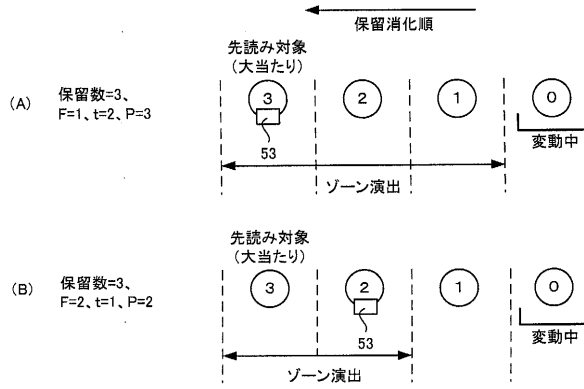 保留消化順
先読み対象
(大当たり)
(A)
保留数=3、
F=1、t=2、P=3
3
2
1
0
53
変動中
ゾーン演出
先読み対象
(大当たり)
(B)
保留数=3、
F=2、t=1、P=2
3
2
1
0
53
変動中
ゾーン演出